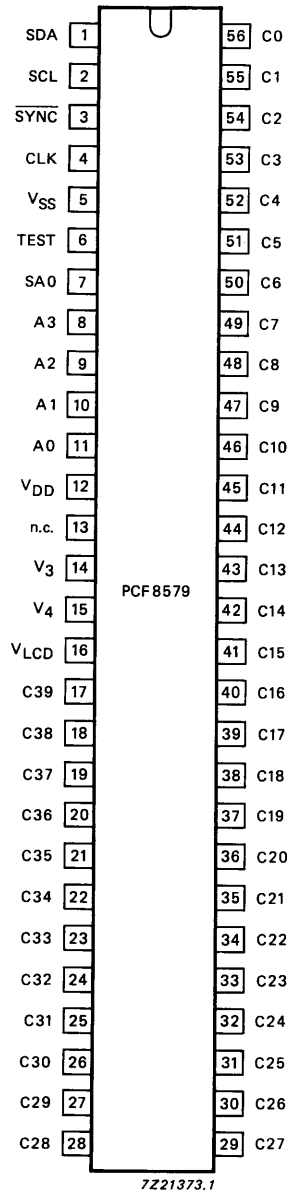 SDA 1 56 C0
SCL 2 55 C1
S̅Y̅N̅C̅ 3 54 C2
CLK 4 53 C3
VSS 5 52 C4
TEST 6 51 C5
SA0 7 50 C6
A3 8 49 C7
A2 9 48 C8
A1 10 47 C9
A0 11 46 C10
VDD 12 45 C11
n.c. 13 44 C12
V3 14 43 C13
PCF8579
V4 15 42 C14
VLCD 16 41 C15
C39 17 40 C16
C38 18 39 C17
C37 19 38 C18
C36 20 37 C19
C35 21 36 C20
C34 22 35 C21
C33 23 34 C22
C32 24 33 C23
C31 25 32 C24
C30 26 31 C25
C29 27 30 C26
C28 28 29 C27
7Z21373.1